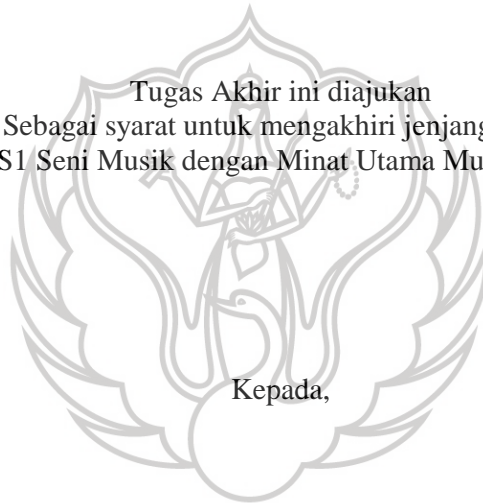 Tugas Akhir ini diajukan
Sebagai syarat untuk mengakhiri jenjang
S1 Seni Musik dengan Minat Utama Mu
Kepada,